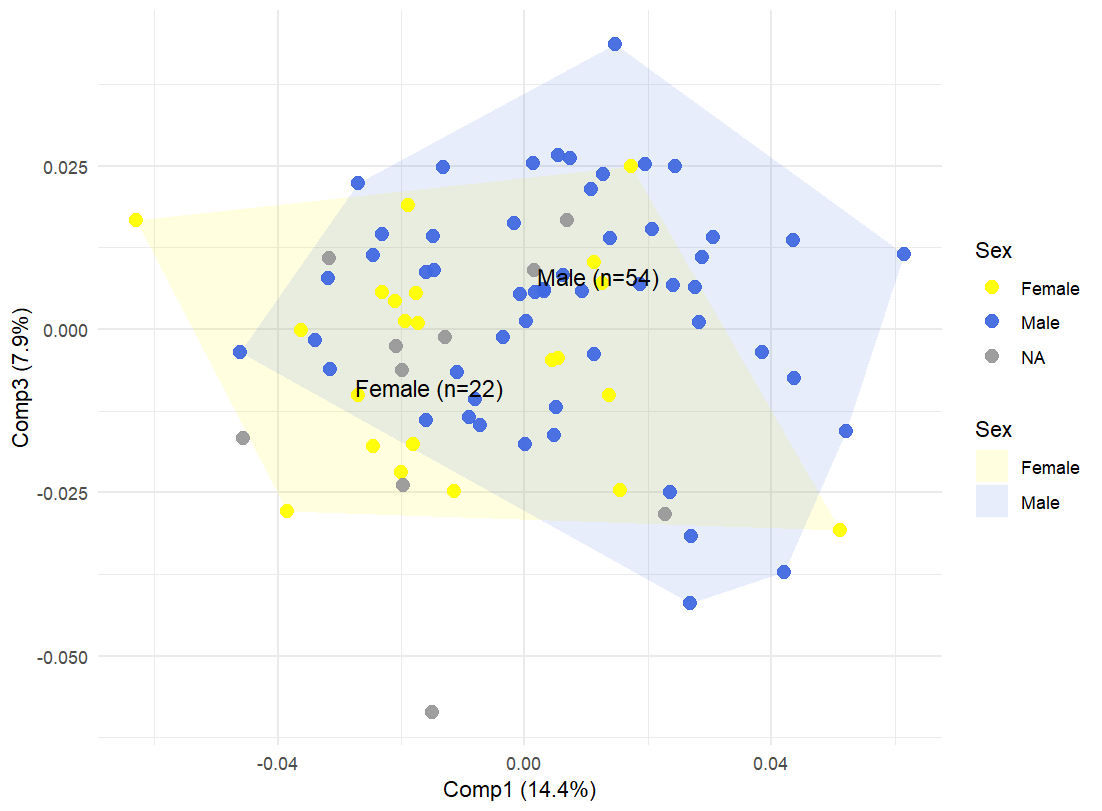 0.025
0.000
-0.025
-0.050
Comp3 (7.9%)
Male (n=54)
Female (n=22)
-0.04
0.00
0.04
Comp1 (14.4%)
Sex
Female
Male
NA
Sex
Female
Male